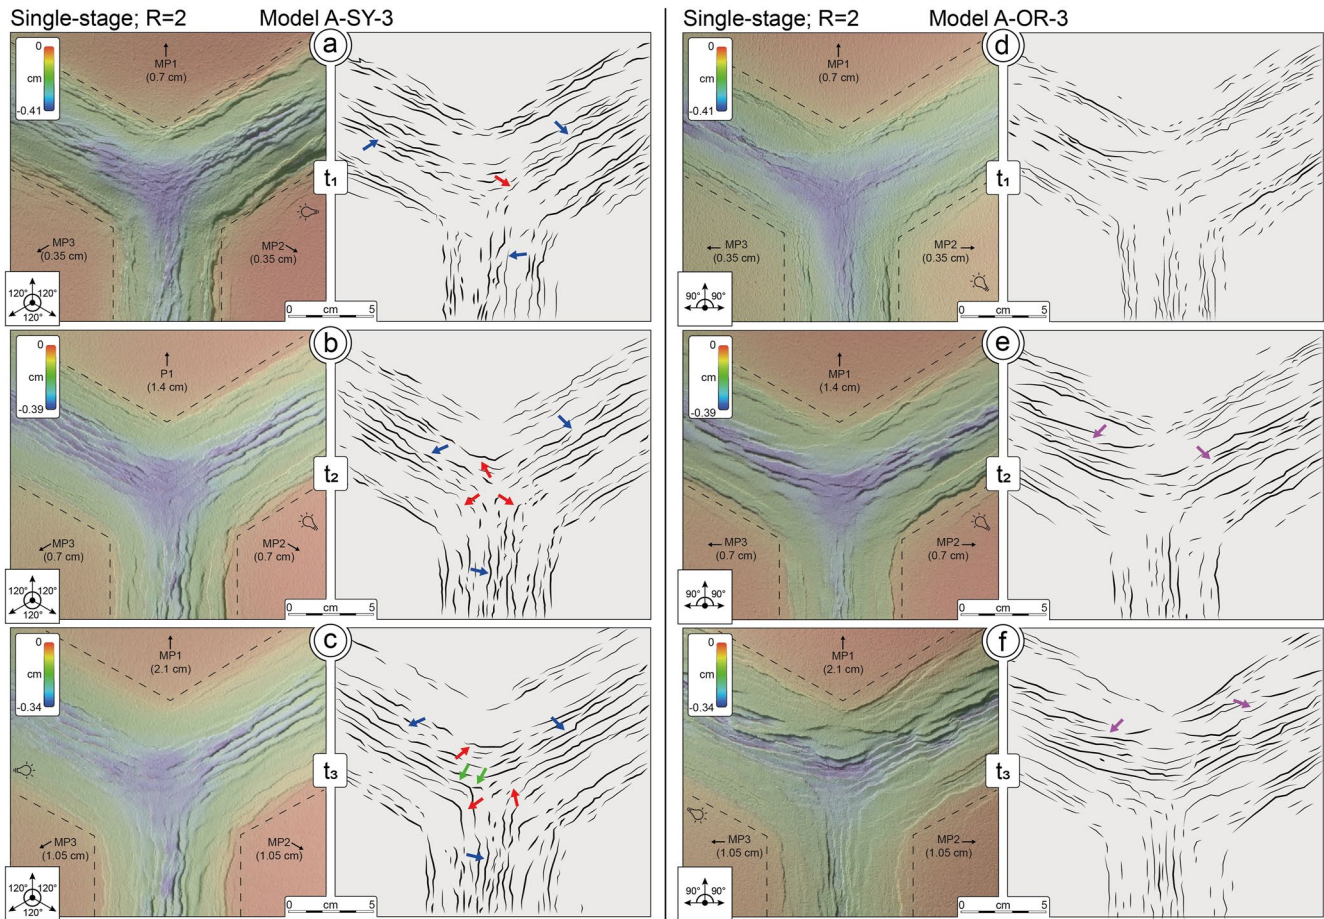 Single-stage; R=2 Model A-SY-3
0
cm
-0.41
MP1
(0.7 cm)
a
t₁
MP3
(0.35 cm)
MP2
(0.35 cm)
120° 120°
120°
0 cm 5
0
cm
-0.39
P1
(1.4 cm)
b
t₂
MP3
(0.7 cm)
MP2
(0.7 cm)
120° 120°
120°
0 cm 5
0
cm
-0.34
MP1
(2.1 cm)
c
t₃
MP3
(1.05 cm)
MP2
(1.05 cm)
120° 120°
120°
0 cm 5
Single-stage; R=2 Model A-OR-3
0
cm
-0.41
MP1
(0.7 cm)
d
t₁
MP3
(0.35 cm)
MP2
(0.35 cm)
90° 90°
0 cm 5
0
cm
-0.39
MP1
(1.4 cm)
e
t₂
MP3
(0.7 cm)
MP2
(0.7 cm)
90° 90°
0 cm 5
0
cm
-0.34
MP1
(2.1 cm)
f
t₃
MP3
(1.05 cm)
MP2
(1.05 cm)
90° 90°
0 cm 5